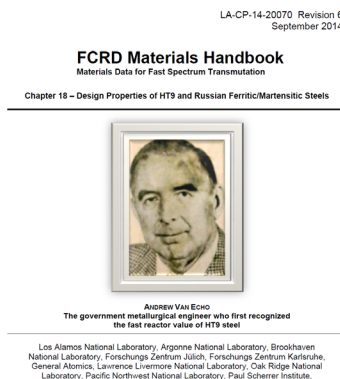 LA-CP-14-20070 Revision 6
September 2014
FCRD Materials Handbook
Materials Data for Fast Spectrum Transmutation
Chapter 18 – Design Properties of HT9 and Russian Ferritic/Martensitic Steels
ANDREW VAN ECHO
The government metallurgical engineer who first recognized
the fast reactor value of HT9 steel
Los Alamos National Laboratory, Argonne National Laboratory, Brookhaven
National Laboratory, Forschungs Zentrum Jülich, Forschungs Zentrum Karlsruhe,
General Atomics, Lawrence Livermore National Laboratory, Oak Ridge National
Laboratory, Pacific Northwest National Laboratory, Paul Scherrer Institute,